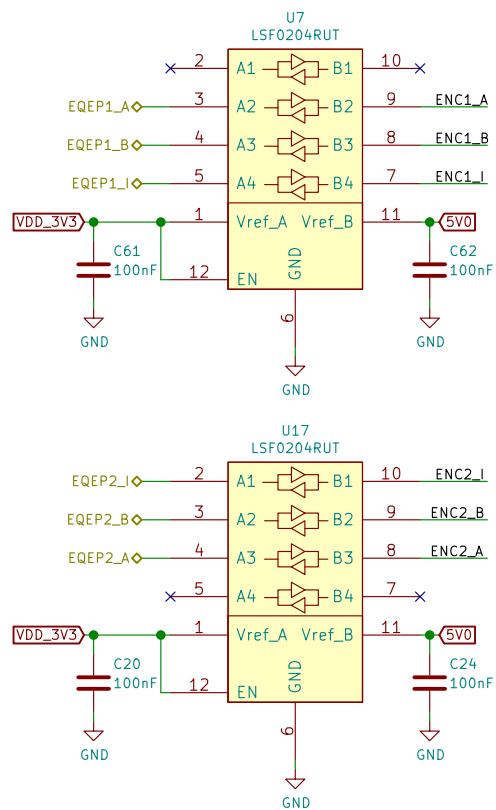 U7
LSF0204RUT
2 A1 B1 10
EQEP1_A 3 A2 B2 9 ENC1_A
EQEP1_B 4 A3 B3 8 ENC1_B
EQEP1_I 5 A4 B4 7 ENC1_I
VDD_3V3 1 Vref_A Vref_B 11 5V0
C61
100nF
12 EN
GND
C62
100nF
6
GND
GND
GND
U17
LSF0204RUT
EQEP2_I 2 A1 B1 10 ENC2_I
EQEP2_B 3 A2 B2 9 ENC2_B
EQEP2_A 4 A3 B3 8 ENC2_A
5 A4 B4 7
VDD_3V3 1 Vref_A Vref_B 11 5V0
C20
100nF
12 EN
GND
C24
100nF
6
GND
GND
GND